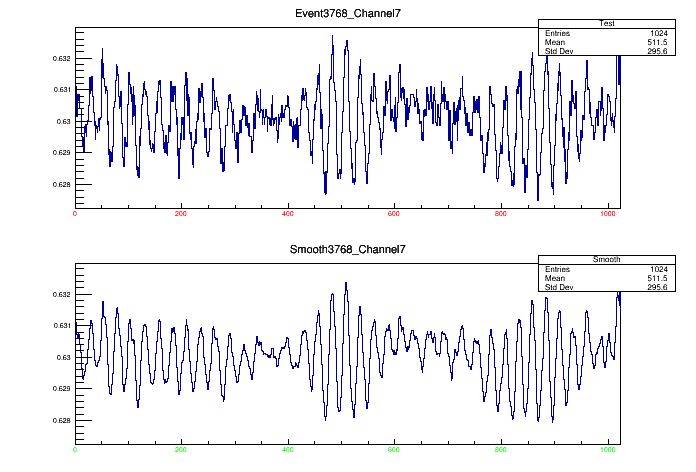 Event3768_Channel7
Test
Entries 1024
Mean 511.5
Std Dev 295.6
0.632
0.631
0.63
0.629
0.628
0 200 400 600 800 1000
Smooth3768_Channel7
Smooth
Entries 1024
Mean 511.5
Std Dev 295.6
0.632
0.631
0.63
0.629
0.628
0 200 400 600 800 1000